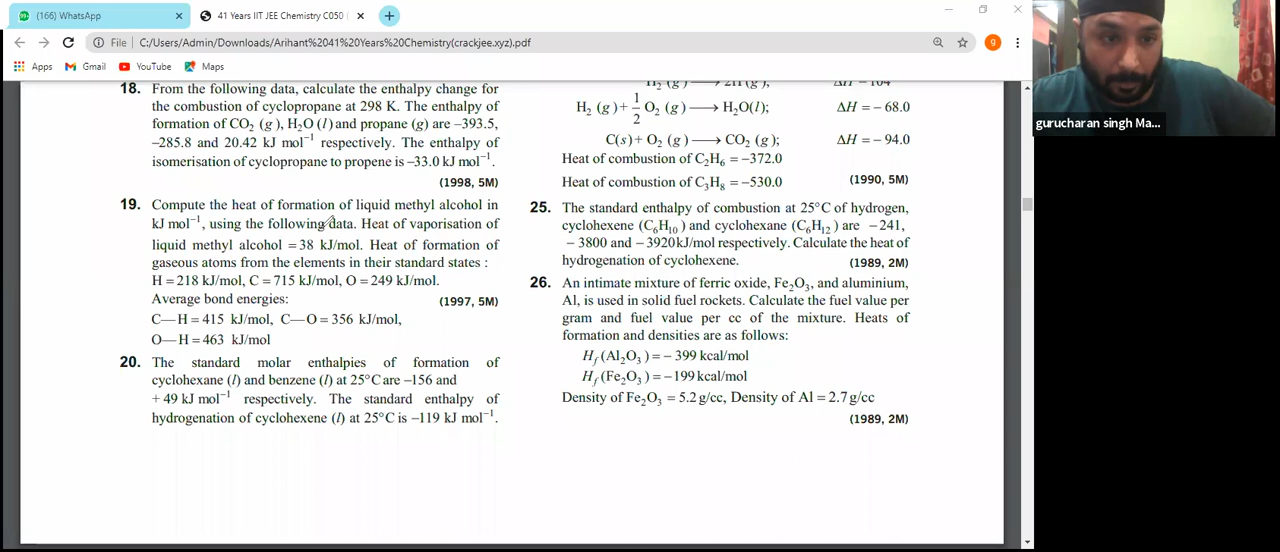 99+ (166) WhatsApp
41 Years IIT JEE Chemistry C050
File C:/Users/Admin/Downloads/Arihant%2041%20Years%20Chemistry(crackjee.xyz).pdf
g
Apps Gmail YouTube Maps
18. From the following data, calculate the enthalpy change for
the combustion of cyclopropane at 298 K. The enthalpy of
formation of CO₂ (g), H₂O (l) and propane (g) are –393.5,
–285.8 and 20.42 kJ mol⁻¹ respectively. The enthalpy of
isomerisation of cyclopropane to propene is –33.0 kJ mol⁻¹.
(1998, 5M)
19. Compute the heat of formation of liquid methyl alcohol in
kJ mol⁻¹, using the following data. Heat of vaporisation of
liquid methyl alcohol = 38 kJ/mol. Heat of formation of
gaseous atoms from the elements in their standard states :
H = 218 kJ/mol, C = 715 kJ/mol, O = 249 kJ/mol.
Average bond energies: (1997, 5M)
C—H = 415 kJ/mol, C—O = 356 kJ/mol,
O—H = 463 kJ/mol
20. The standard molar enthalpies of formation of
cyclohexane (l) and benzene (l) at 25°C are –156 and
+ 49 kJ mol⁻¹ respectively. The standard enthalpy of
hydrogenation of cyclohexene (l) at 25°C is –119 kJ mol⁻¹.
H₂ (g) ⟶ 2H (g); ΔH = 104
H₂ (g) + 1/2 O₂ (g) ⟶ H₂O(l); ΔH = – 68.0
C(s) + O₂ (g) ⟶ CO₂ (g); ΔH = – 94.0
Heat of combustion of C₂H₆ = –372.0
Heat of combustion of C₃H₈ = –530.0 (1990, 5M)
25. The standard enthalpy of combustion at 25°C of hydrogen,
cyclohexene (C₆H₁₀) and cyclohexane (C₆H₁₂) are – 241,
– 3800 and – 3920 kJ/mol respectively. Calculate the heat of
hydrogenation of cyclohexene. (1989, 2M)
26. An intimate mixture of ferric oxide, Fe₂O₃, and aluminium,
Al, is used in solid fuel rockets. Calculate the fuel value per
gram and fuel value per cc of the mixture. Heats of
formation and densities are as follows:
H_f (Al₂O₃) = – 399 kcal/mol
H_f (Fe₂O₃) = –199 kcal/mol
Density of Fe₂O₃ = 5.2 g/cc, Density of Al = 2.7 g/cc
(1989, 2M)
gurucharan singh Ma...